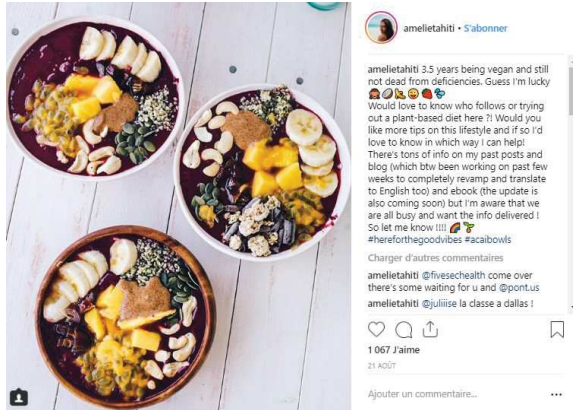 amelietahiti • S'abonner
amelietahiti 3.5 years being vegan and still
not dead from deficiencies. Guess I'm lucky
Would love to know who follows or trying
out a plant-based diet here ?! Would you
like more tips on this lifestyle and if so I'd
love to know in which way I can help!
There's tons of info on my past posts and
blog (which btw been working on past few
weeks to completely revamp and translate
to English too) and ebook (the update is
also coming soon) but I'm aware that we
are all busy and want the info delivered !
So let me know !!!! 🌈🌱
#hereforthegoodvibes #acaibowls
Charger d'autres commentaires
amelietahiti @fivesechealth come over
there's some waiting for u and @pont.us
amelietahiti @juliiise la classe a dallas !
1 067 J'aime
21 AOÛT
Ajouter un commentaire...